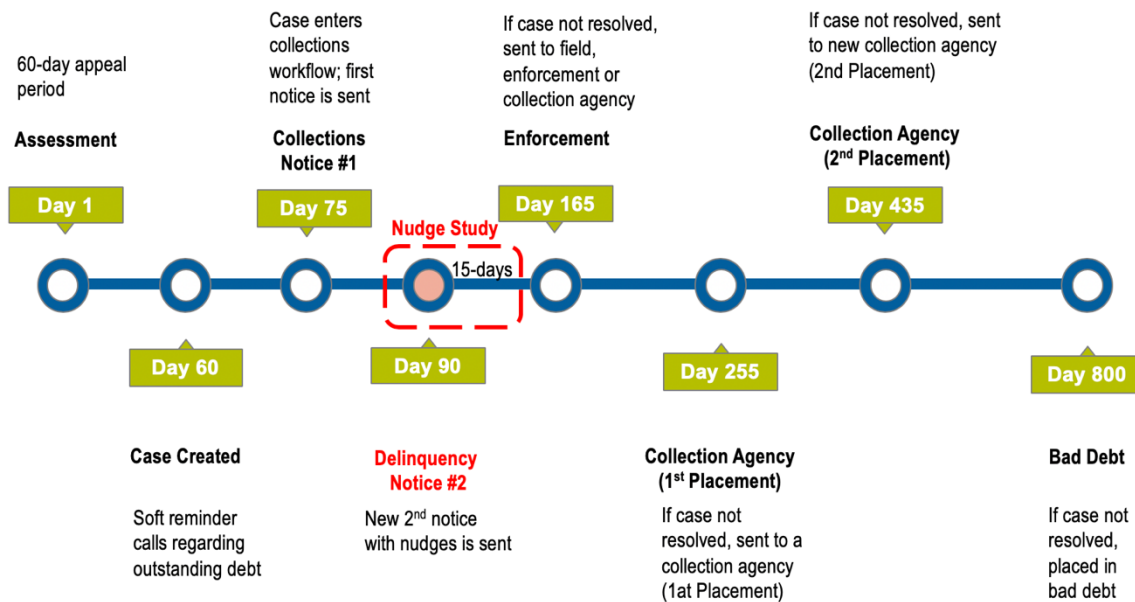 60-day appeal
period
Assessment
Day 1
Case enters
collections
workflow; first
notice is sent
Collections
Notice #1
Day 75
If case not resolved,
sent to field,
enforcement or
collection agency
Enforcement
Day 165
If case not resolved, sent
to new collection agency
(2nd Placement)
Collection Agency
(2nd Placement)
Day 435
Nudge Study
15-days
Day 60
Case Created
Soft reminder
calls regarding
outstanding debt
Day 90
Delinquency
Notice #2
New 2nd notice
with nudges is sent
Day 255
Collection Agency
(1st Placement)
If case not
resolved, sent to a
collection agency
(1at Placement)
Day 800
Bad Debt
If case not
resolved,
placed in
bad debt